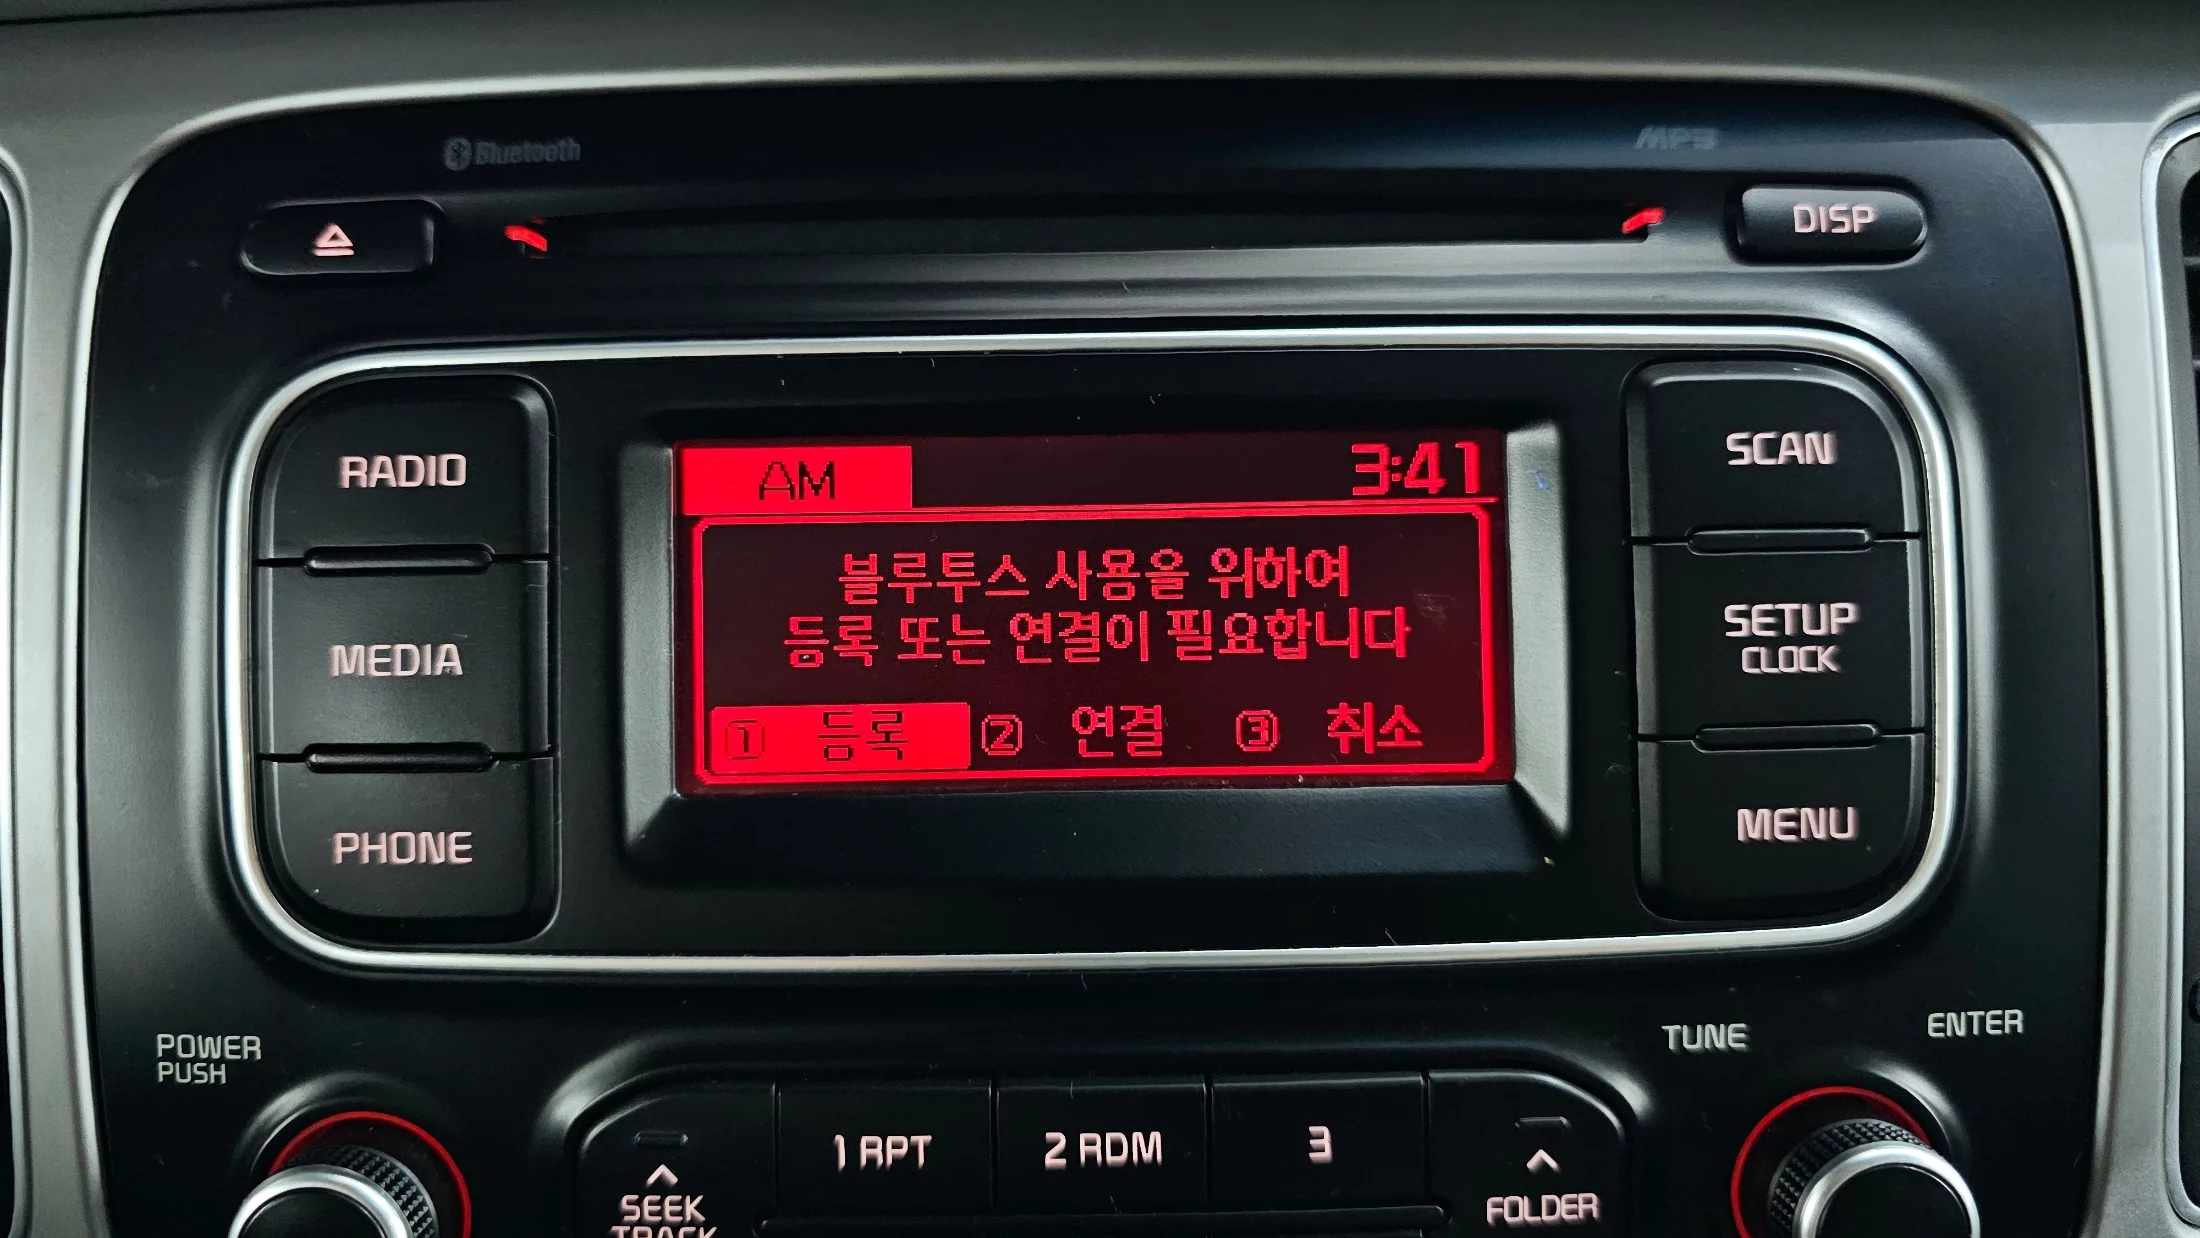 Bluetooth
MP3
DISP
RADIO
SCAN
AM
3:41
블루투스 사용을 위하여
등록 또는 연결이 필요합니다
① 등록 ② 연결 ③ 취소
MEDIA
SETUP
CLOCK
PHONE
MENU
POWER
PUSH
TUNE
ENTER
1 RPT
2 RDM
3
SEEK
TRACK
FOLDER